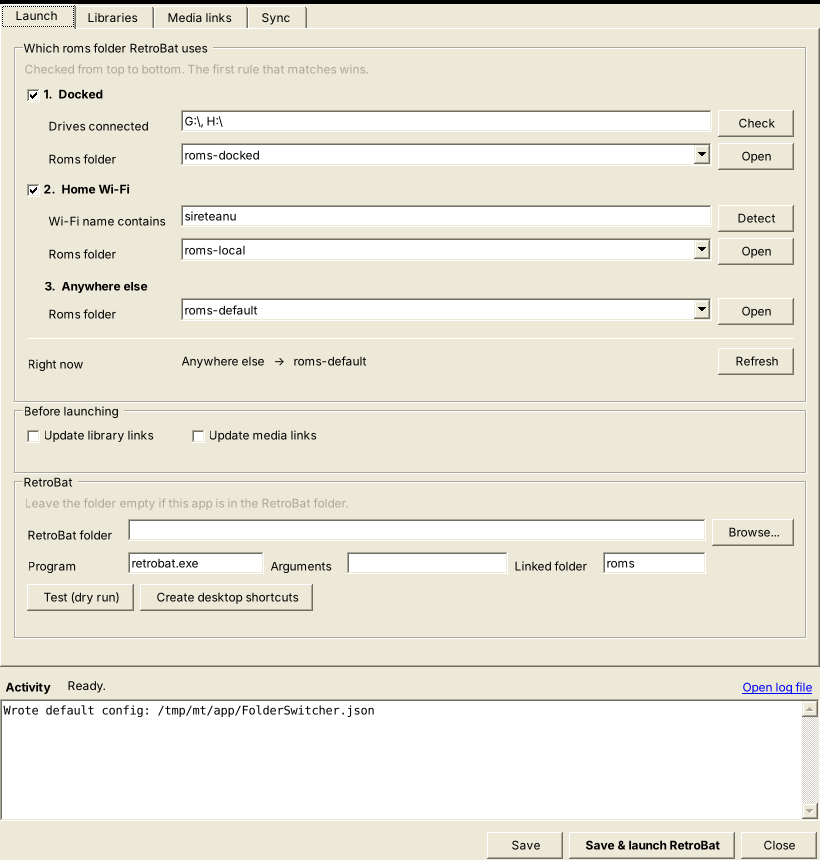 Launch Libraries Media links Sync
Which roms folder RetroBat uses
Checked from top to bottom. The first rule that matches wins.
1. Docked
Drives connected G:\, H:\ Check
Roms folder roms-docked Open
2. Home Wi-Fi
Wi-Fi name contains sireteanu Detect
Roms folder roms-local Open
3. Anywhere else
Roms folder roms-default Open
Right now Anywhere else → roms-default Refresh
Before launching
Update library links Update media links
RetroBat
Leave the folder empty if this app is in the RetroBat folder.
RetroBat folder Browse...
Program retrobat.exe Arguments Linked folder roms
Test (dry run) Create desktop shortcuts
Activity Ready. Open log file
Wrote default config: /tmp/mt/app/FolderSwitcher.json
Save Save & launch RetroBat Close